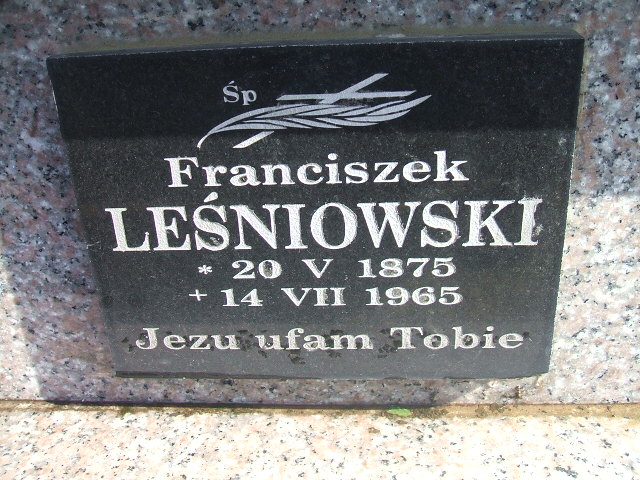 Śp
Franciszek
LEŚNIOWSKI
* 20 V 1875
+ 14 VII 1965
Jezu ufam Tobie